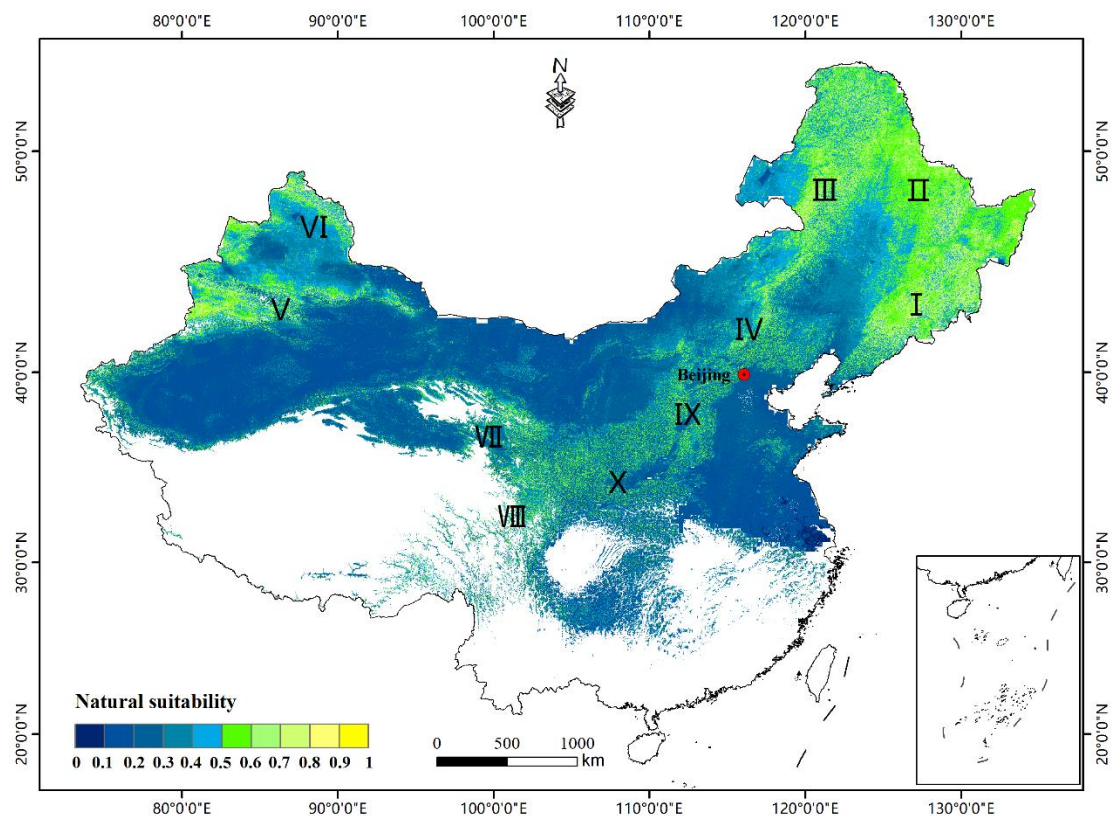 80°0'0"E 90°0'0"E 100°0'0"E 110°0'0"E 120°0'0"E 130°0'0"E
N
50°0'0"N 50°0'0"N
III II
VI
V I
IV
40°0'0"N 40°0'0"N
Beijing
IX
VII
X
VIII
30°0'0"N 30°0'0"N
Natural suitability
20°0'0"N 20°0'0"N
0 0.1 0.2 0.3 0.4 0.5 0.6 0.8 0.9 1
0 500 1000
km
80°0'0"E 90°0'0"E 100°0'0"E 110°0'0"E 120°0'0"E 130°0'0"E